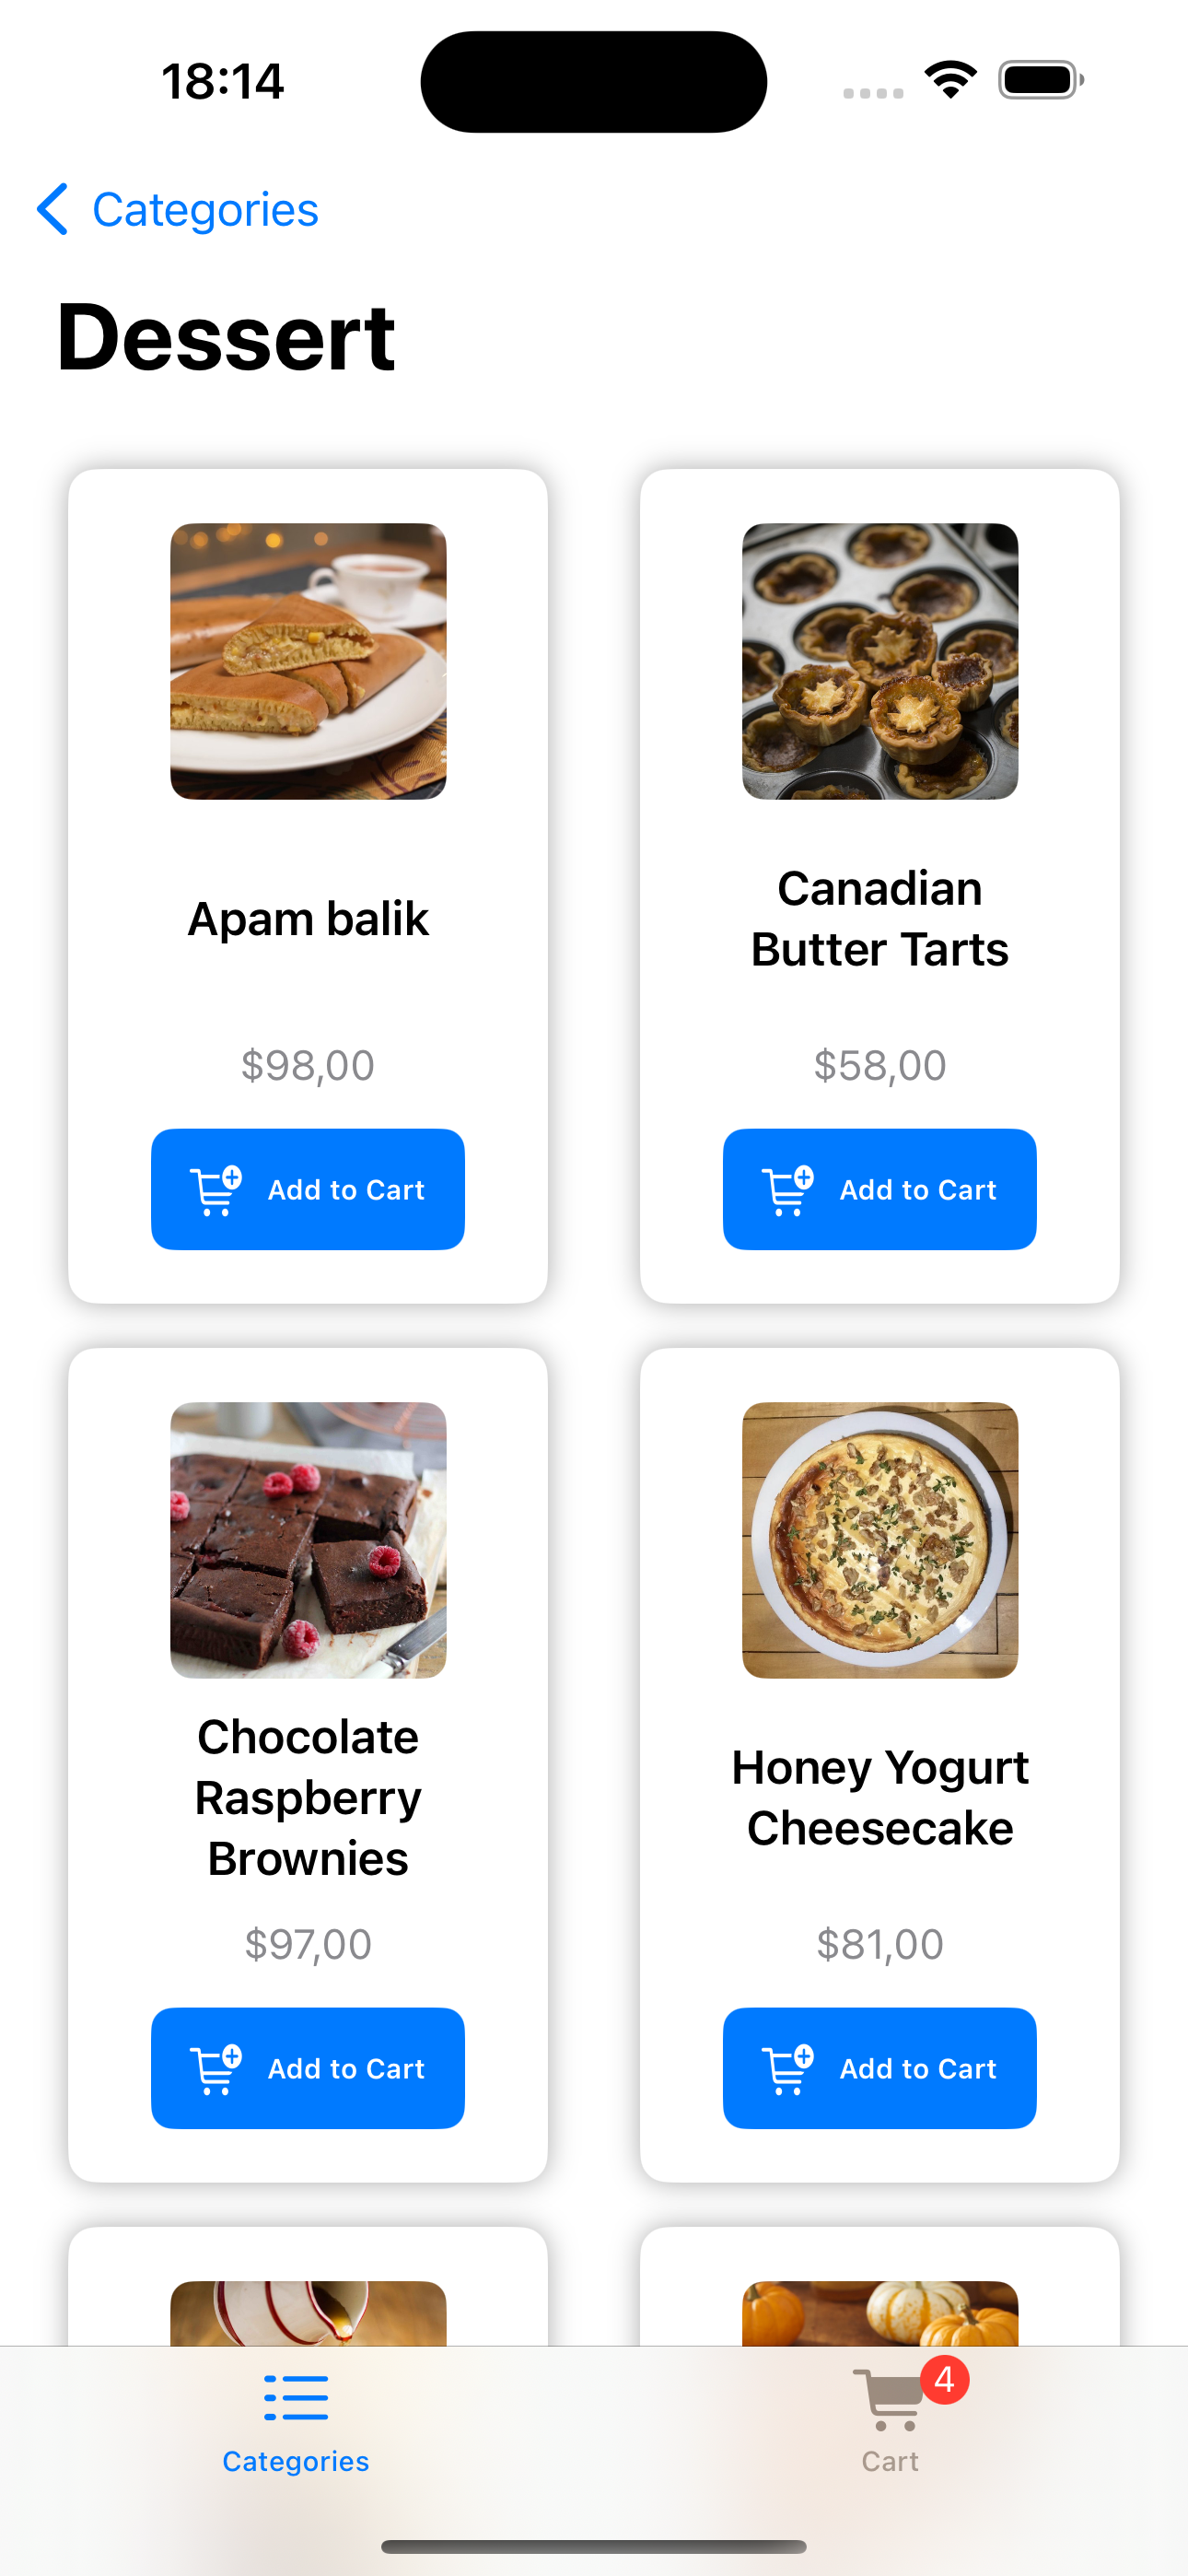 18:14
Categories
Dessert
Apam balik
$98,00
Add to Cart
Canadian
Butter Tarts
$58,00
Add to Cart
Chocolate
Raspberry
Brownies
$97,00
Add to Cart
Honey Yogurt
Cheesecake
$81,00
Add to Cart
Categories
4
Cart